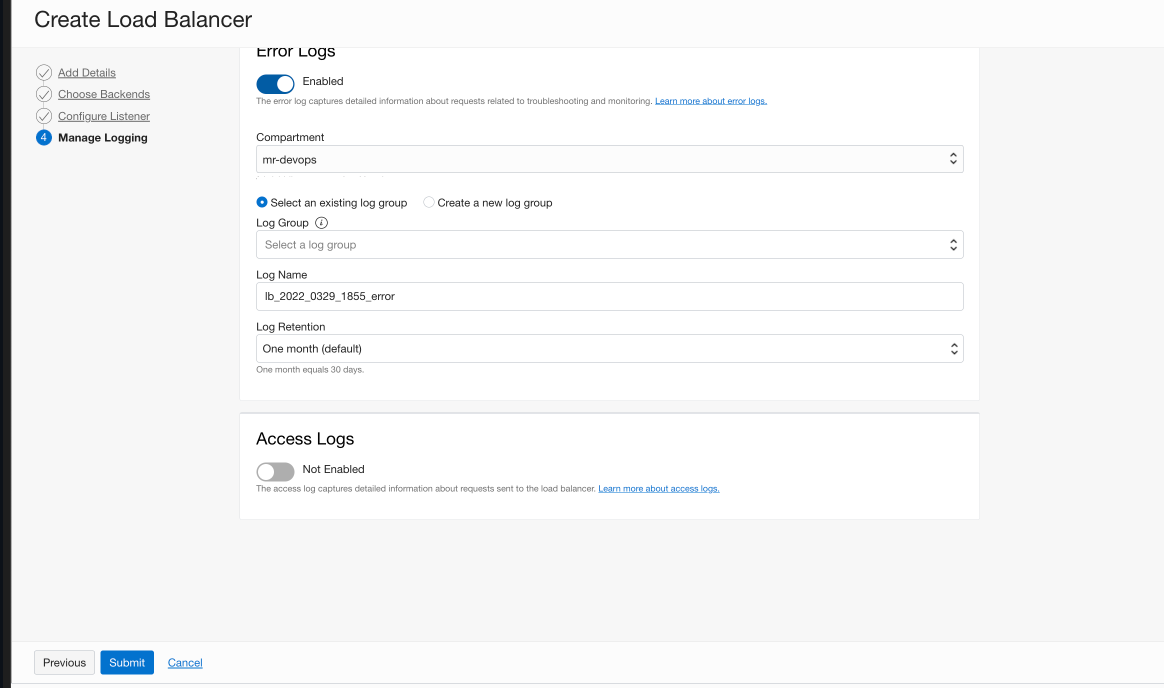 Create Load Balancer
Error Logs
Add Details
Choose Backends
Configure Listener
4 Manage Logging
Enabled
The error log captures detailed information about requests related to troubleshooting and monitoring. Learn more about error logs.
Compartment
mr-devops
Select an existing log group Create a new log group
Log Group i
Select a log group
Log Name
lb_2022_0329_1855_error
Log Retention
One month (default)
One month equals 30 days.
Access Logs
Not Enabled
The access log captures detailed information about requests sent to the load balancer. Learn more about access logs.
Previous Submit Cancel